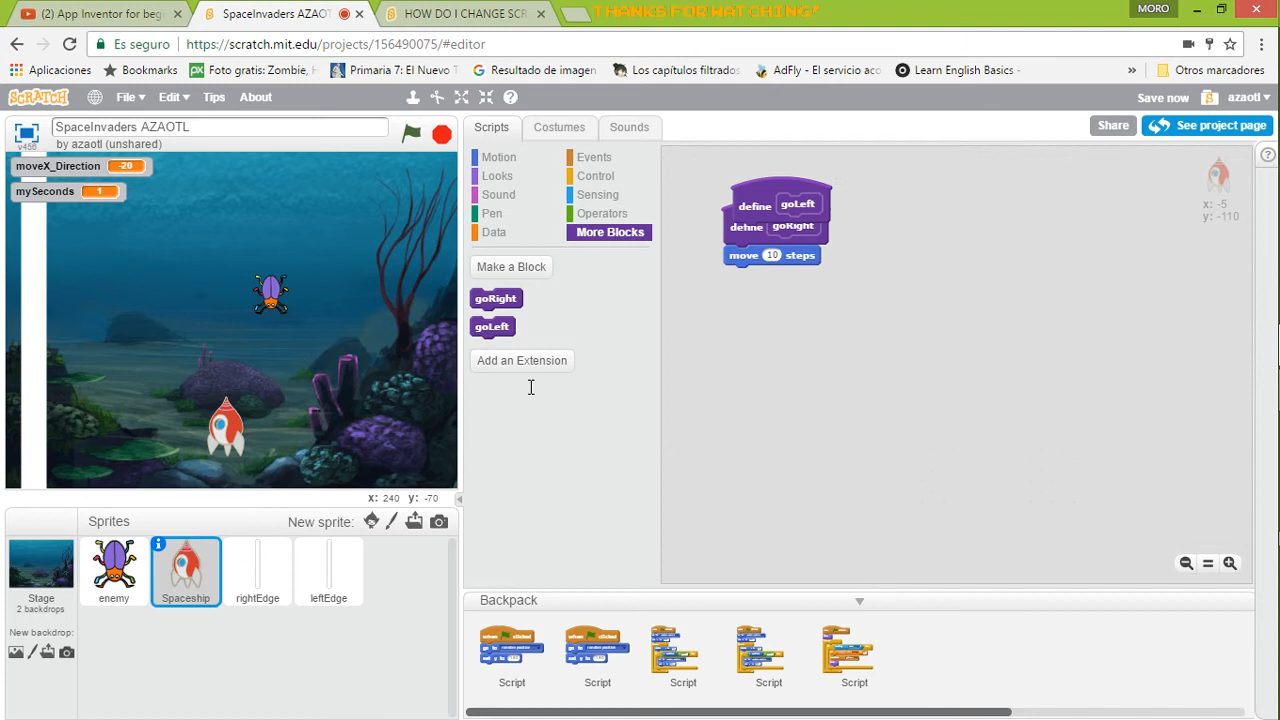 THANKS FOR WATCHING!
(2) App Inventor for beg
SpaceInvaders AZAOTL
HOW DO I CHANGE SCR
MORO
Es seguro
https://scratch.mit.edu/projects/156490075/#editor
Aplicaciones
Bookmarks
Foto gratis: Zombie, H
Primaria 7: El Nuevo T
Resultado de imagen
Los capítulos filtrados
AdFly - El servicio aco
Learn English Basics -
Otros marcadores
SCRATCH
File
Edit
Tips
About
Save now
azaotl
SpaceInvaders AZAOTL
by azaotl (unshared)
v456
Scripts
Costumes
Sounds
Share
See project page
moveX_Direction -20
mySeconds 1
Motion
Events
Looks
Control
Sound
Sensing
Pen
Operators
Data
More Blocks
Make a Block
goRight
goLeft
Add an Extension
define goLeft
define goRight
move 10 steps
x: -5
y: -110
x: 240 y: -70
Sprites
New sprite:
Stage
2 backdrops
New backdrop:
enemy
Spaceship
rightEdge
leftEdge
Backpack
Script
Script
Script
Script
Script